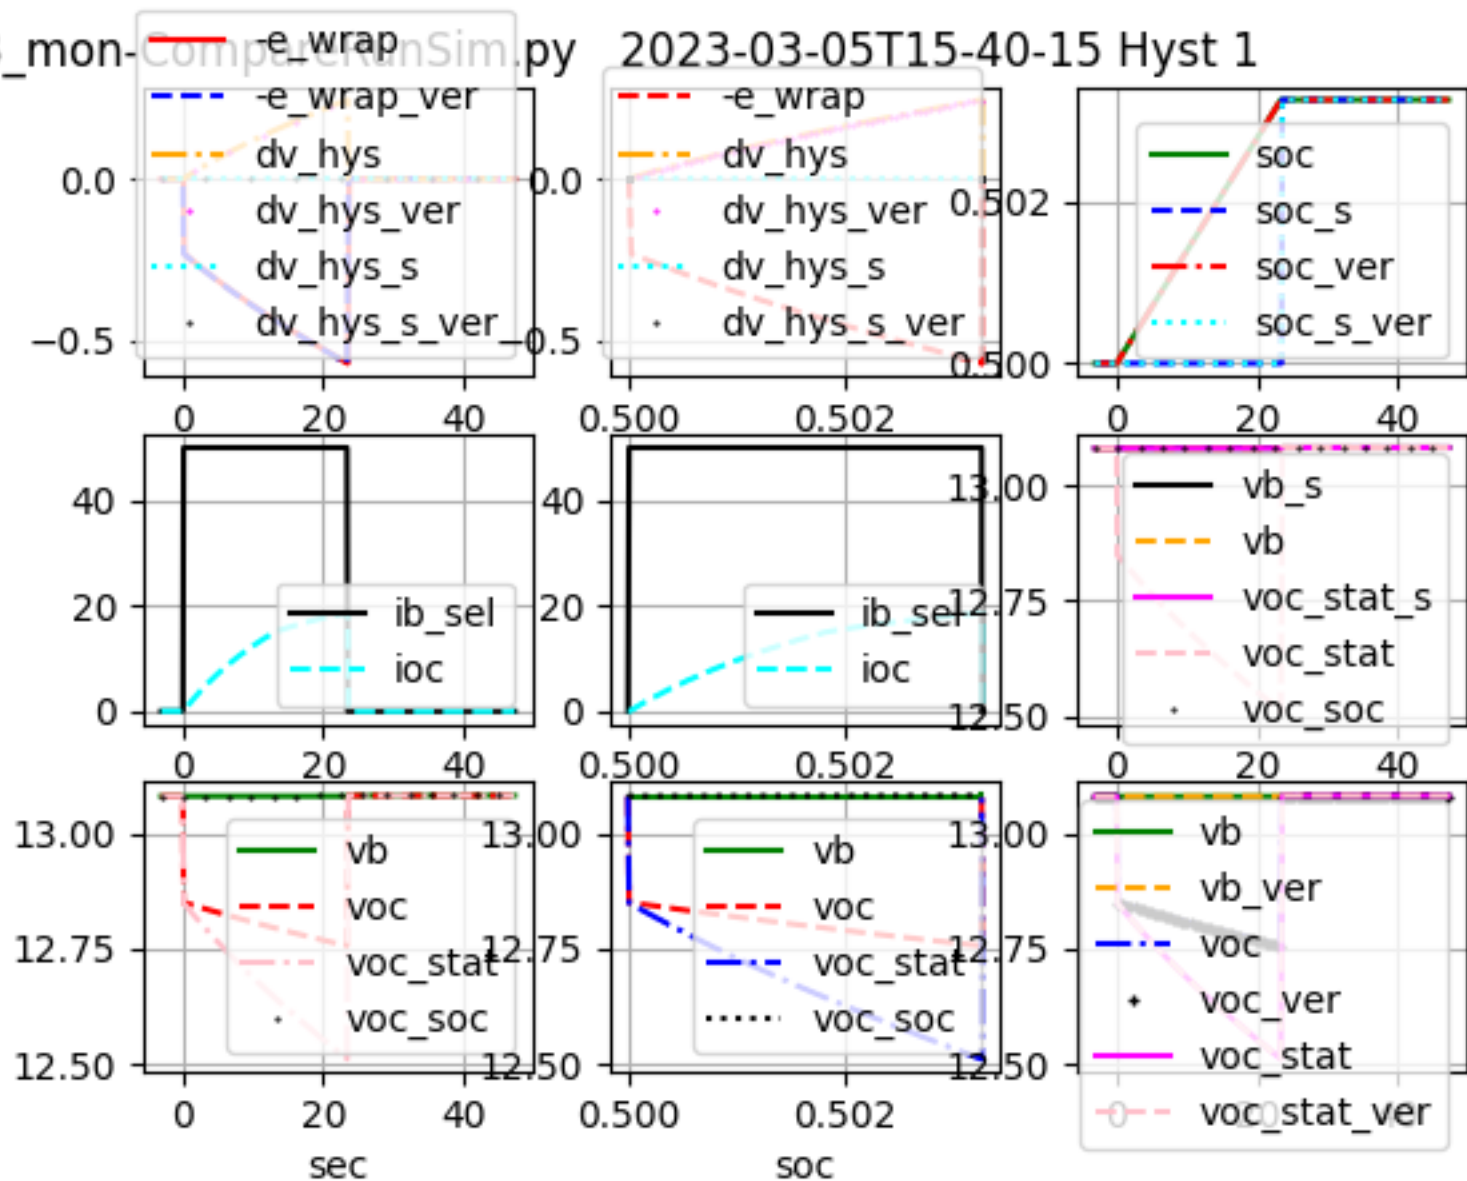 _mon-CompareRunSim.py 2023-03-05T15-40-15 Hyst 1
-e_wrap
-e_wrap_ver
dv_hys
dv_hys_ver
dv_hys_s
dv_hys_s_ver
0.0
−0.5
0 20 40
-e_wrap
dv_hys
dv_hys_ver
dv_hys_s
dv_hys_s_ver
0.0
−0.5
0.500 0.502
soc
soc_s
soc_ver
soc_s_ver
0.502
0.500
0 20 40
ib_sel
ioc
40
20
0
0 20 40
ib_sel
ioc
40
20
0
0.500 0.502
vb_s
vb
voc_stat_s
voc_stat
voc_soc
13.00
12.75
12.50
0 20 40
vb
voc
voc_stat
voc_soc
13.00
12.75
12.50
0 20 40
sec
vb
voc
voc_stat
voc_soc
13.00
12.75
12.50
0.500 0.502
soc
vb
vb_ver
voc
voc_ver
voc_stat
voc_stat_ver
13.00
12.75
12.50
0 20 40